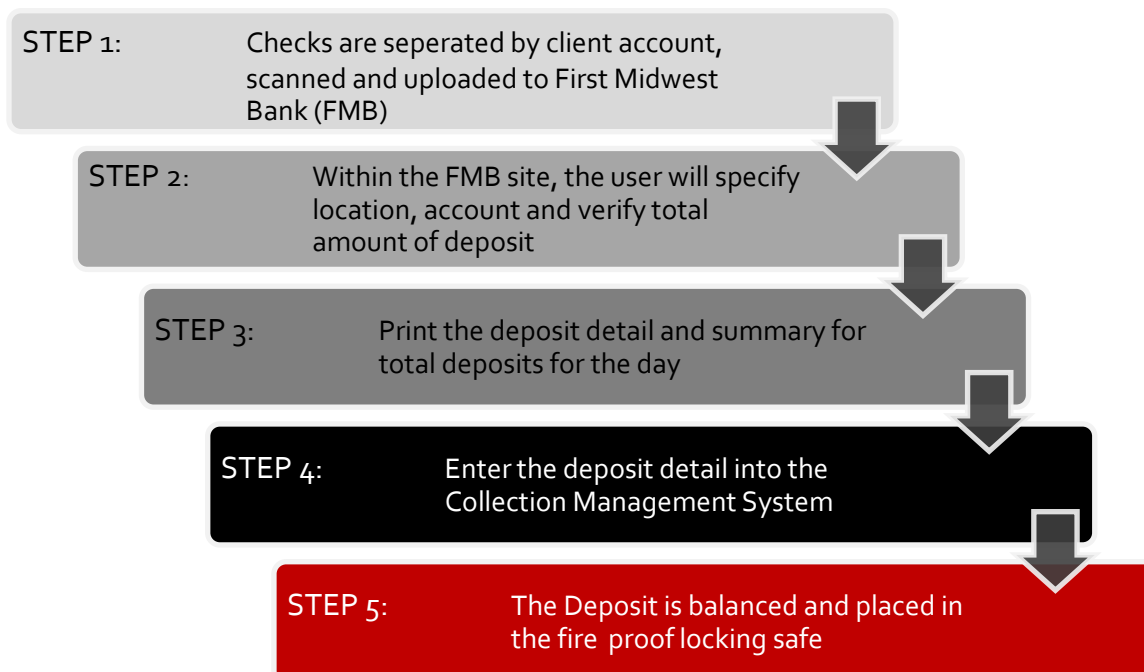 STEP 1: Checks are seperated by client account,
scanned and uploaded to First Midwest
Bank (FMB)
STEP 2: Within the FMB site, the user will specify
location, account and verify total
amount of deposit
STEP 3: Print the deposit detail and summary for
total deposits for the day
STEP 4: Enter the deposit detail into the
Collection Management System
STEP 5: The Deposit is balanced and placed in
the fire proof locking safe